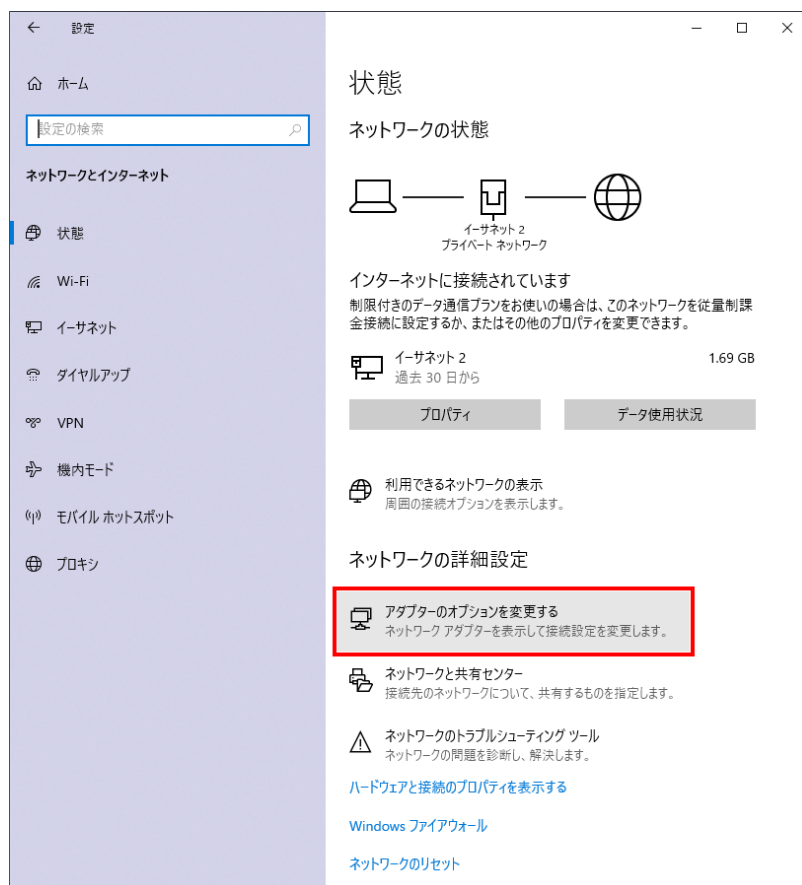 設定
ホーム
設定の検索
ネットワークとインターネット
状態
Wi-Fi
イーサネット
ダイヤルアップ
VPN
機内モード
モバイル ホットスポット
プロキシ
状態
ネットワークの状態
イーサネット 2
プライベート ネットワーク
インターネットに接続されています
制限付きのデータ通信プランをお使いの場合は、このネットワークを従量制課
金接続に設定するか、またはその他のプロパティを変更できます。
イーサネット 2 1.69 GB
過去 30 日から
プロパティ データ使用状況
利用できるネットワークの表示
周囲の接続オプションを表示します。
ネットワークの詳細設定
アダプターのオプションを変更する
ネットワーク アダプターを表示して接続設定を変更します。
ネットワークと共有センター
接続先のネットワークについて、共有するものを指定します。
ネットワークのトラブルシューティング ツール
ネットワークの問題を診断し、解決します。
ハードウェアと接続のプロパティを表示する
Windows ファイアウォール
ネットワークのリセット